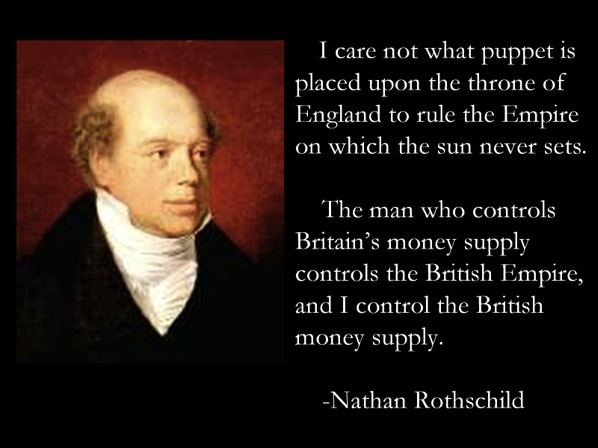 I care not what puppet is
placed upon the throne of
England to rule the Empire
on which the sun never sets.
The man who controls
Britain's money supply
controls the British Empire,
and I control the British
money supply.
-Nathan Rothschild